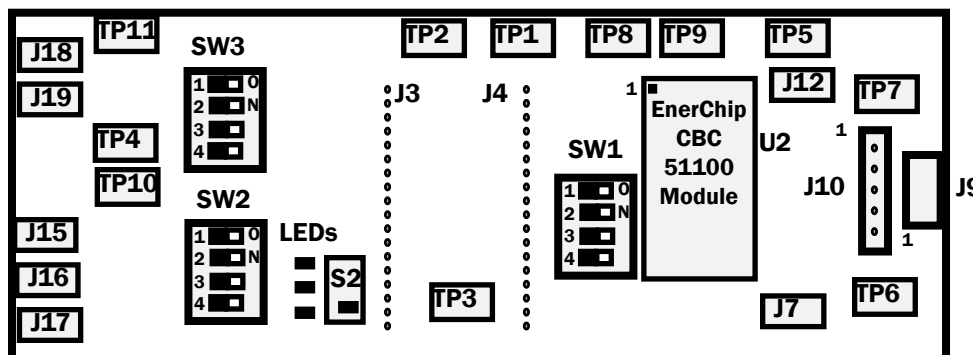 TP11
TP2
TP1
TP8
TP9
TP5
J18
SW3
J19
1 O
2 N
3
4
J3
J4
1
EnerChip
CBC
51100
Module
U2
J12
TP7
TP4
TP10
SW1
1 O
2 N
3
4
1
J10
J9
1
SW2
1 O
2 N
3
4
LEDs
S2
J15
J16
J17
TP3
J7
TP6